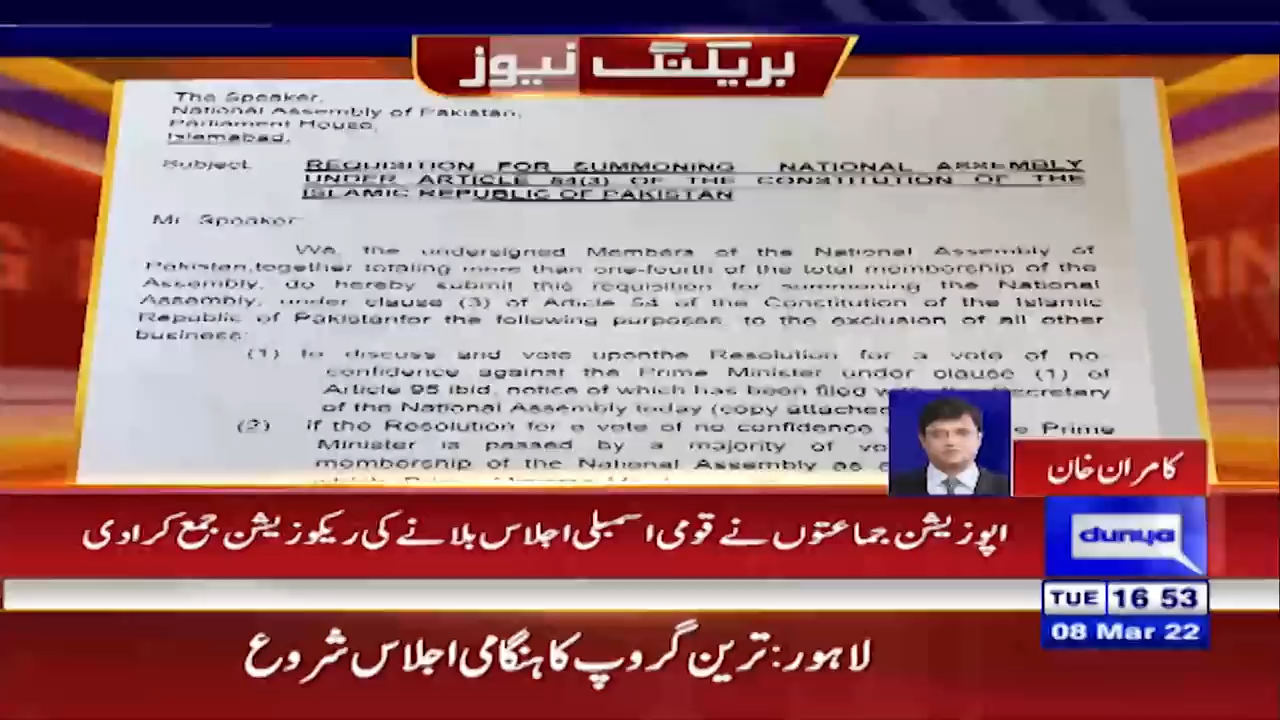 بریکنگ نیوز
The Speaker,
National Assembly of Pakistan,
Parliament House,
Islamabad.
Subject: REQUISITION FOR SUMMONING NATIONAL ASSEMBLY
UNDER ARTICLE 54(3) OF THE CONSTITUTION OF THE
ISLAMIC REPUBLIC OF PAKISTAN
Mr. Speaker:
We the undersigned Members of the National Assembly of
Pakistan,together totaling more than one-fourth of the total membership of the
Assembly, do hereby submit this requisition for summoning the National
Assembly, under clause (3) of Article 54 of the Constitution of the Islamic
Republic of Pakistanfor the following purposes, to the exclusion of all other
business:
(1) to discuss and vote uponthe Resolution for a vote of no-
confidence against the Prime Minister under clause (1) of
Article 95 ibid, notice of which has been filed Secretary
of the National Assembly today (copy attached
(2) if the Resolution for a vote of no confidence Prime
Minister is passed by a majority of
membership of the National Assembly as
کامران خان
اپوزیشن جماعتوں نے قومی اسمبلی اجلاس بلانے کی ریکوزیشن جمع کرا دی
dunya
TUE 16 53
08 Mar 22
لاہور: ترین گروپ کا ہنگامی اجلاس شروع